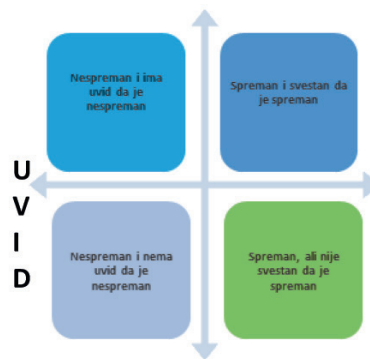 Nespreman i ima
uvid da je
nespreman
Spreman i svestan da
je spreman
U
V
I
D
Nespreman i nema
uvid da je
nespreman
Spreman, ali nije
svestan da je
spreman